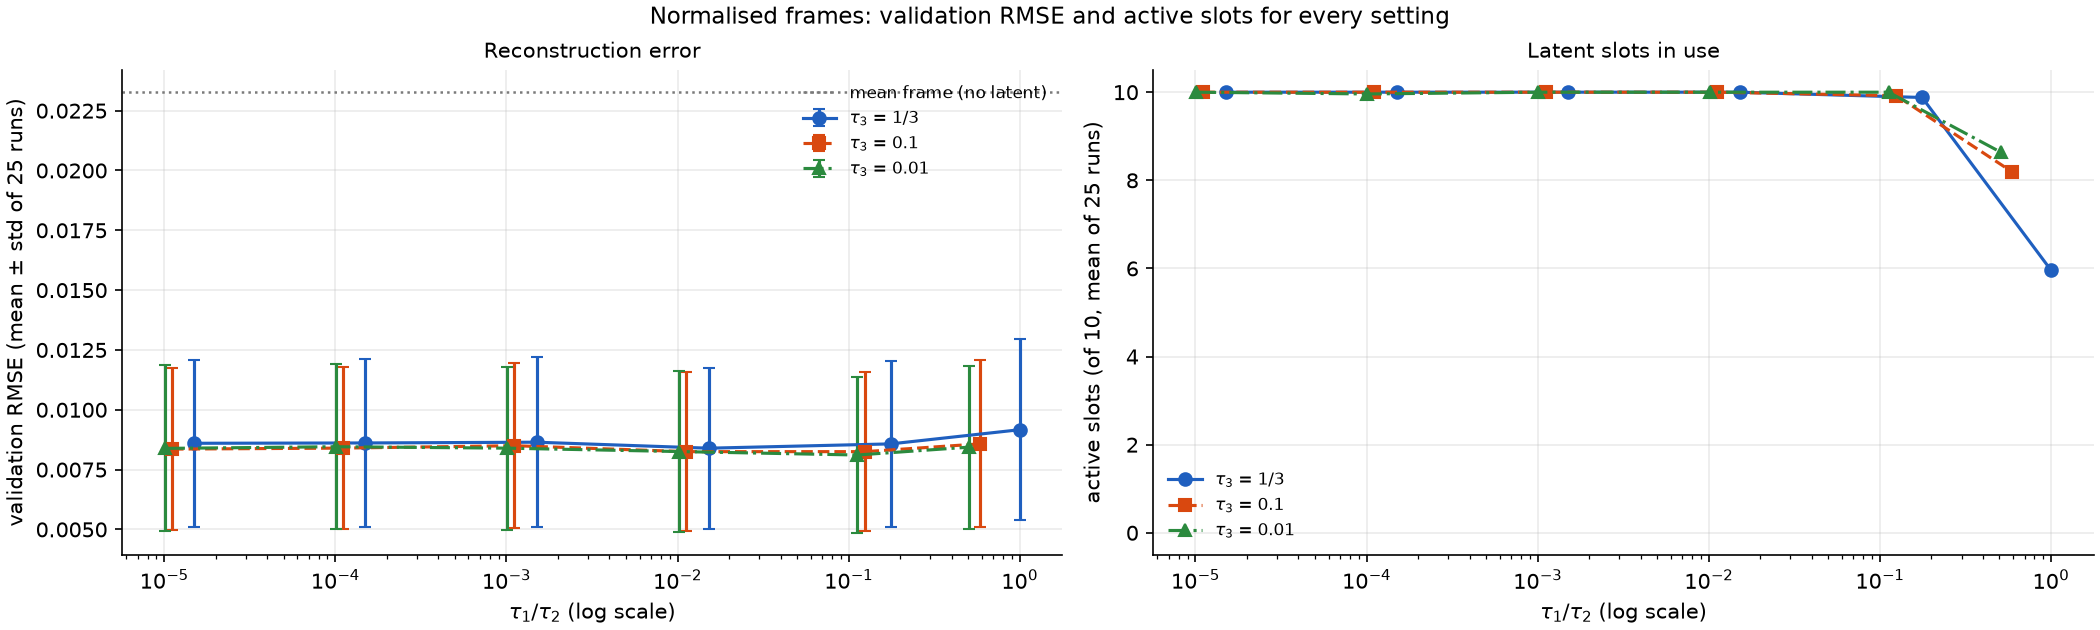 Normalised frames: validation RMSE and active slots for every setting
Reconstruction error
validation RMSE (mean ± std of 25 runs)
0.0225
0.0200
0.0175
0.0150
0.0125
0.0100
0.0075
0.0050
mean frame (no latent)
τ₃ = 1/3
τ₃ = 0.1
τ₃ = 0.01
10⁻⁵ 10⁻⁴ 10⁻³ 10⁻² 10⁻¹ 10⁰
τ₁/τ₂ (log scale)
Latent slots in use
active slots (of 10, mean of 25 runs)
10
8
6
4
2
0
τ₃ = 1/3
τ₃ = 0.1
τ₃ = 0.01
10⁻⁵ 10⁻⁴ 10⁻³ 10⁻² 10⁻¹ 10⁰
τ₁/τ₂ (log scale)